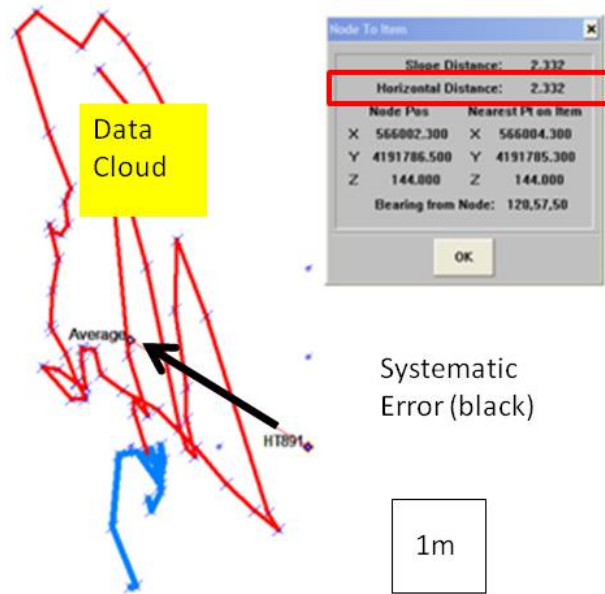 Node To Item
Slope Distance: 2.332
Horizontal Distance: 2.332
Node Pos Nearest Pt on Item
X 566002.300 X 566004.300
Y 4191786.500 Y 4191785.300
Z 144.000 Z 144.000
Bearing from Node: 120,57,50
OK
Data
Cloud
Average
HT891
Systematic
Error (black)
1m